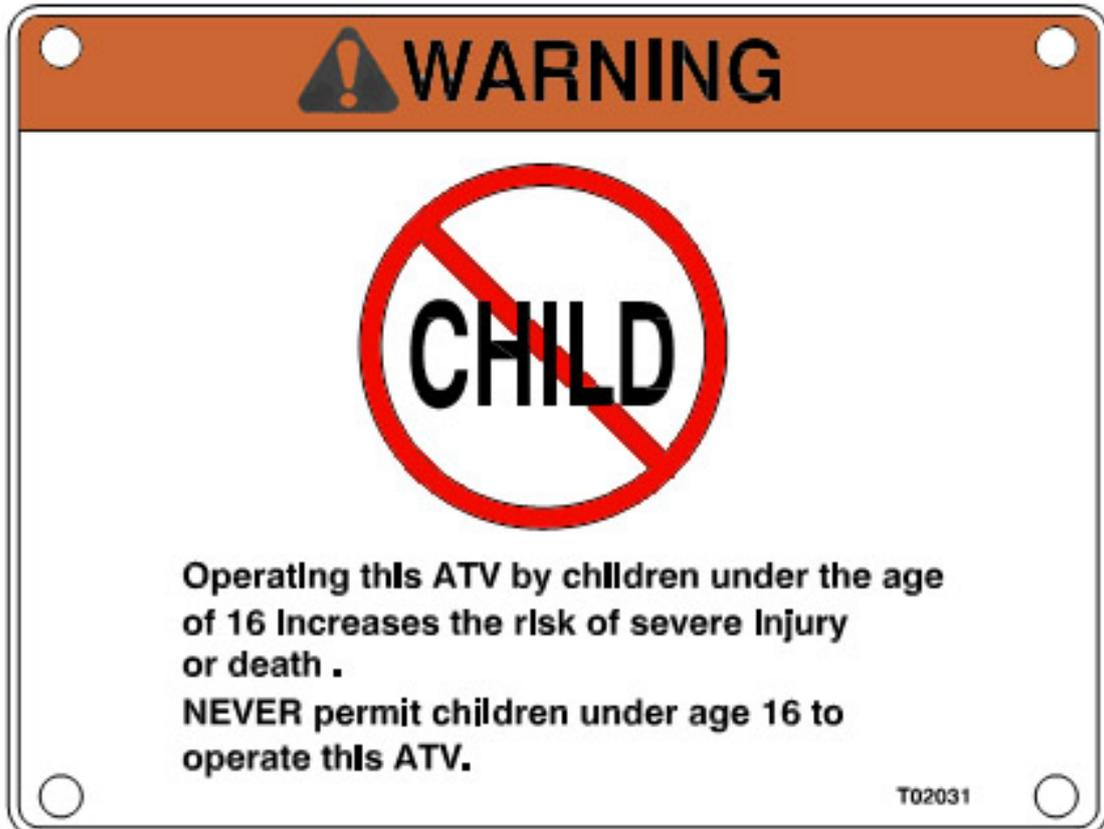 WARNING
CHILD
Operating this ATV by children under the age
of 16 increases the risk of severe injury
or death .
NEVER permit children under age 16 to
operate this ATV.
T02031